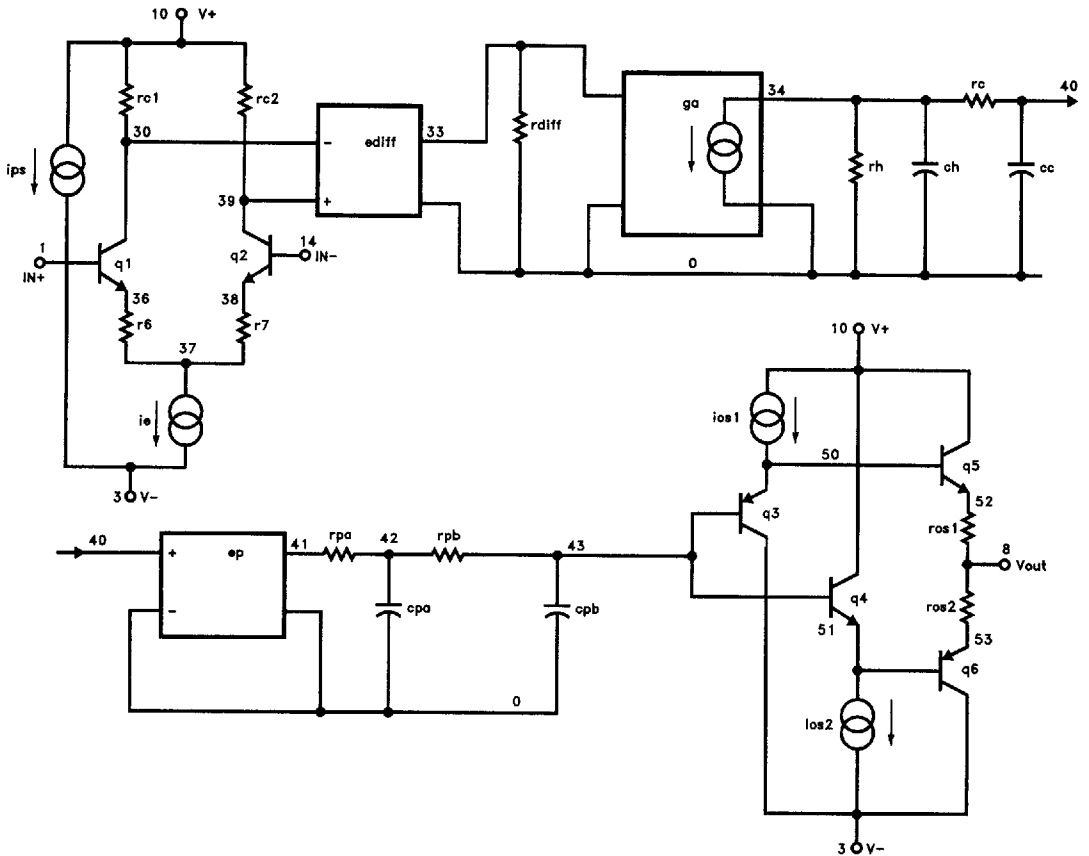 10 V+
rc1
rc2
30
ips
39
1
IN+
q1
q2
14
IN-
36
38
r6
r7
37
ie
3 V-
-
ediff
+
33
rdiff
ga
34
rc
40
rh
ch
cc
0
10 V+
ios1
50
q5
52
q3
ros1
8
Vout
q4
ros2
51
53
q6
Ios2
3 V-
40
+
ep
-
41
rpa
42
rpb
43
cpa
cpb
0